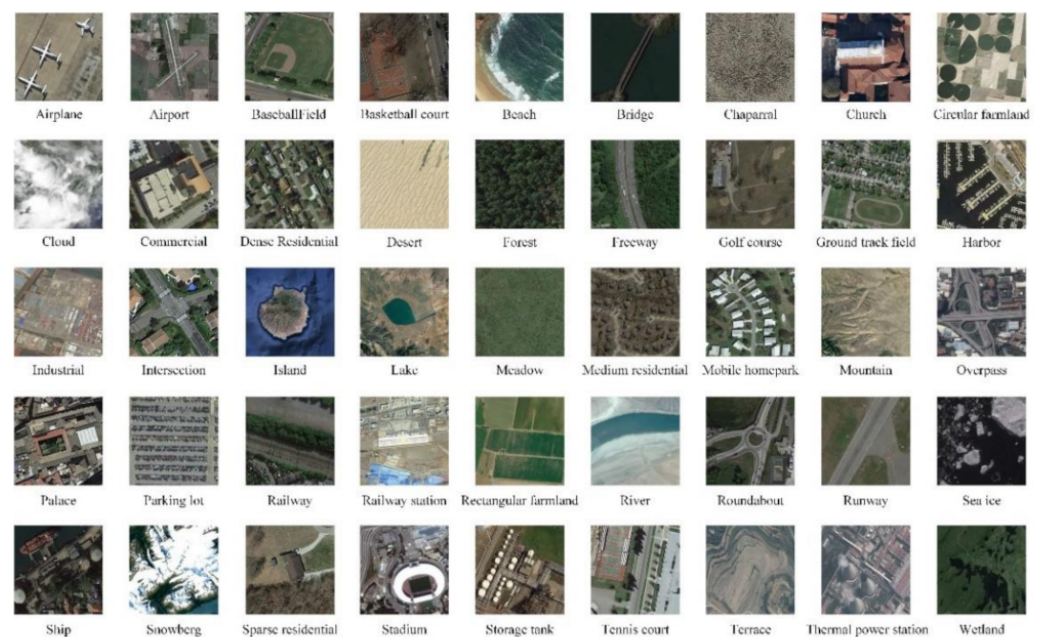 Airplane
Airport
BaseballField
Basketball court
Beach
Bridge
Chaparral
Church
Circular farmland
Cloud
Commercial
Dense Residential
Desert
Forest
Freeway
Golf course
Ground track field
Harbor
Industrial
Intersection
Island
Lake
Meadow
Medium residential
Mobile homepark
Mountain
Overpass
Palace
Parking lot
Railway
Railway station
Rectangular farmland
River
Roundabout
Runway
Sea ice
Ship
Snowberg
Sparse residential
Stadium
Storage tank
Tennis court
Terrace
Thermal power station
Wetland